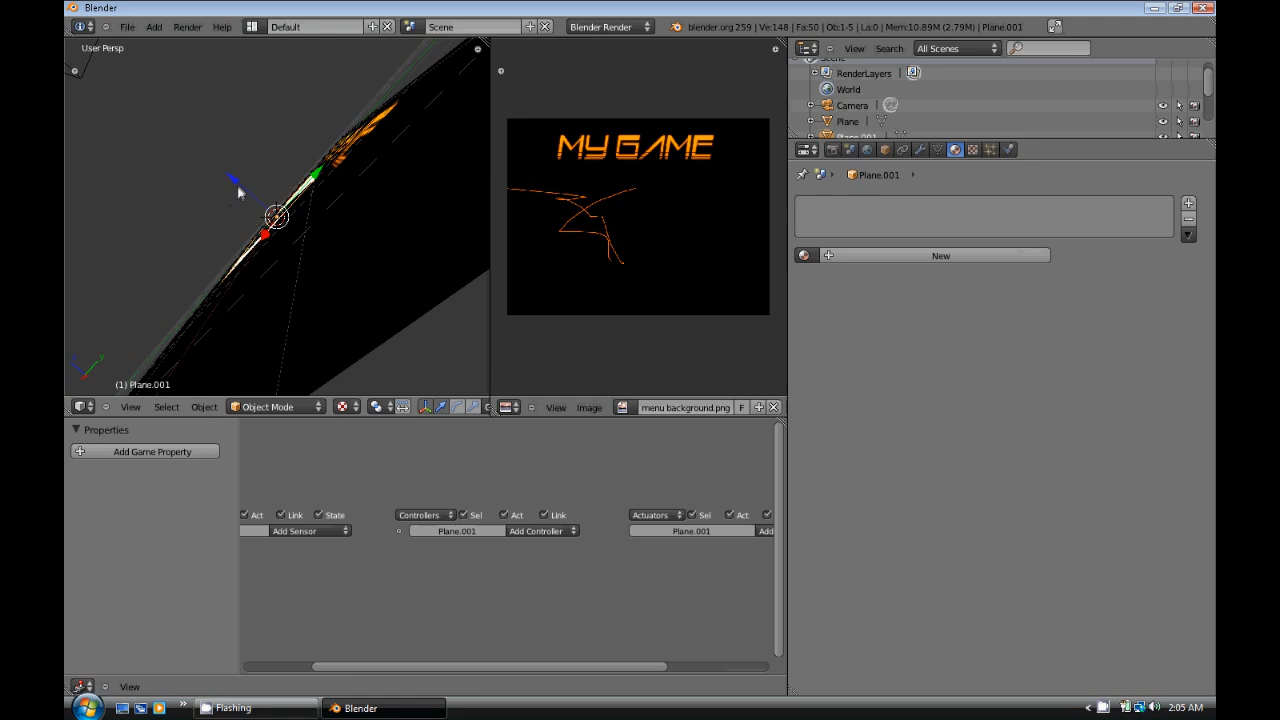 Blender
File Add Render Help Default Scene Blender Render blender.org 259 | Ve:148 | Fa:50 | Ob:1-5 | La:0 | Mem:10.89M (2.79M) | Plane.001
User Persp
View Search All Scenes
Scene
RenderLayers
World
Camera
Plane
Plane.001
MY GAME
Plane.001
New
(1) Plane.001
View Select Object Object Mode
View Image menu background.png F
Properties
Add Game Property
Act Link State Controllers Sel Act Link Actuators Sel Act
Add Sensor Plane.001 Add Controller Plane.001 Add
View
Flashing Blender 2:05 AM